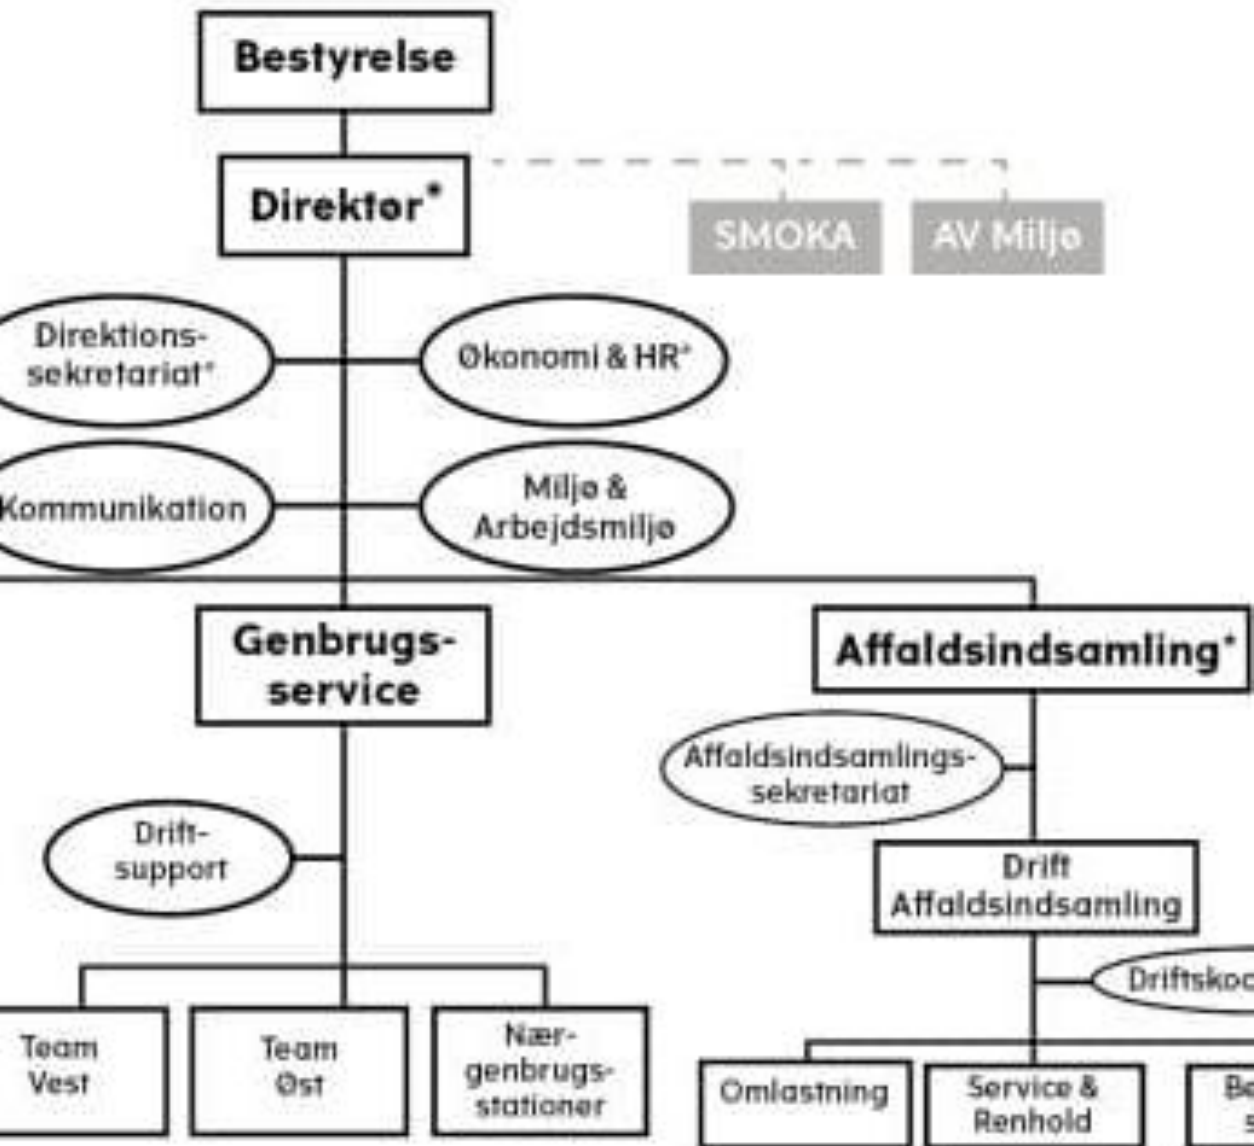 Bestyrelse
Direktør*
SMOKA
AV Miljø
Direktions-
sekretariat*
Økonomi & HR*
Kommunikation
Miljø &
Arbejdsmiljø
Genbrugs-
service
Affaldsindsamling*
Affaldsindsamlings-
sekretariat
Drift-
support
Drift
Affaldsindsamling
Team
Vest
Team
Øst
Nær-
genbrugs-
stationer
Omlastning
Service &
Renhold